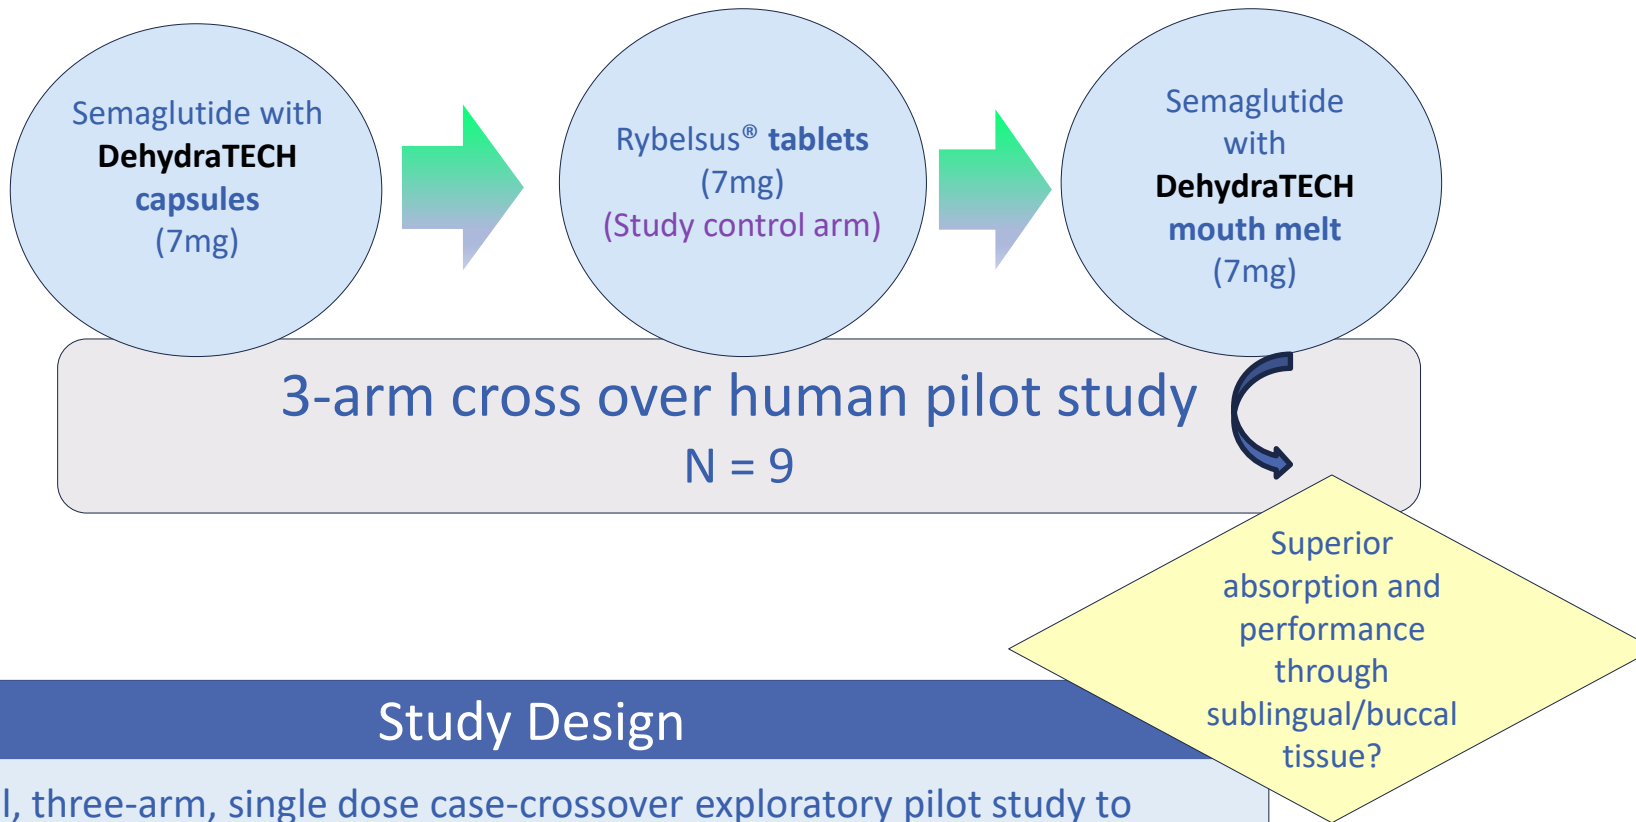 Semaglutide with
DehydraTECH
capsules
(7mg)
Rybelsus® tablets
(7mg)
(Study control arm)
Semaglutide
with
DehydraTECH
mouth melt
(7mg)
3-arm cross over human pilot study
N = 9
Superior
absorption and
performance
through
sublingual/buccal
tissue?
Study Design
three-arm, single dose case-crossover exploratory pilot study to